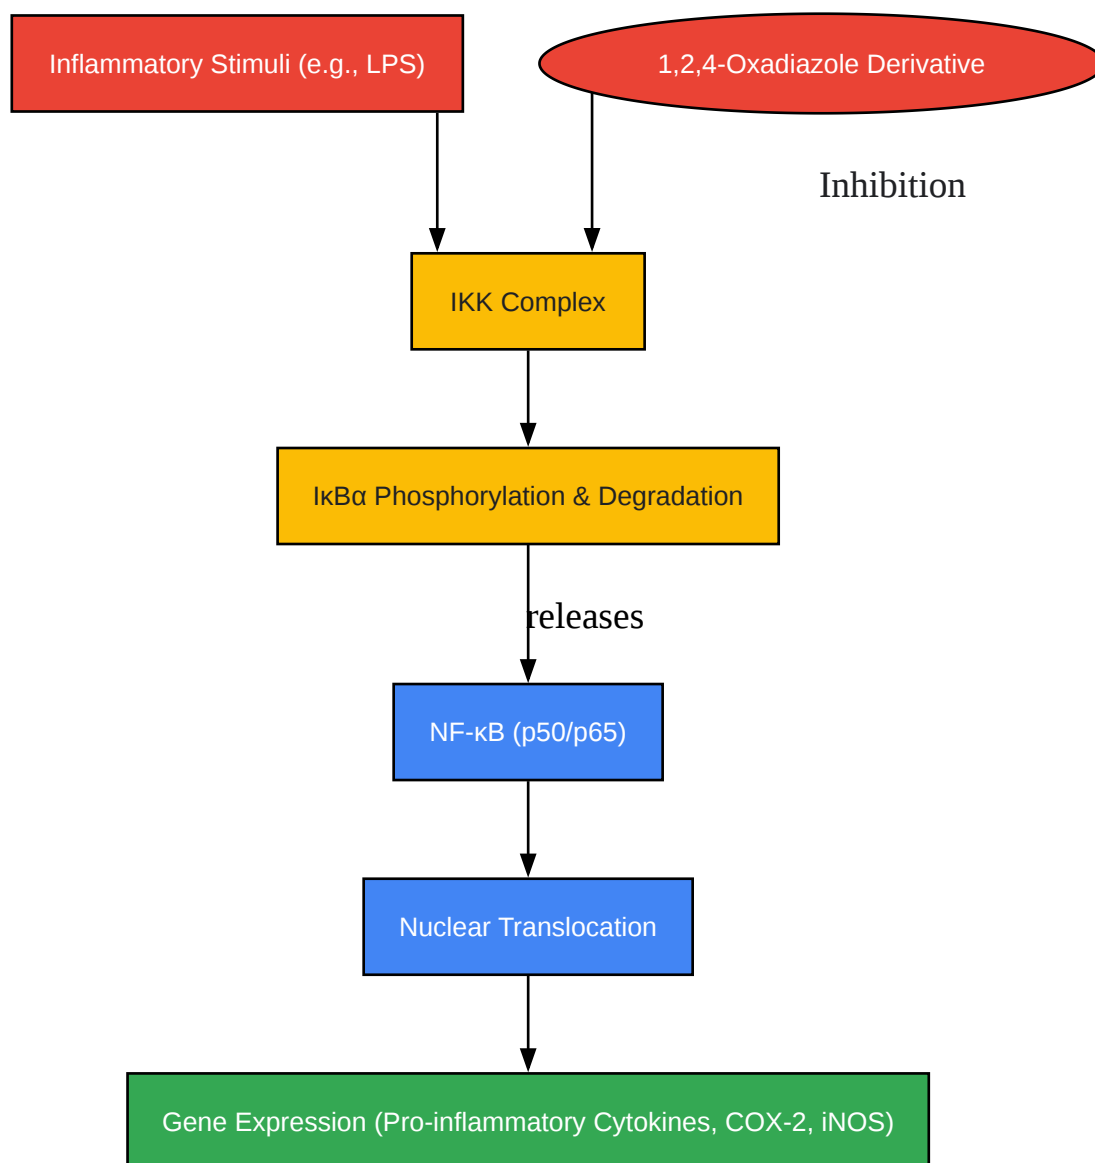 Inflammatory Stimuli (e.g., LPS)
1,2,4-Oxadiazole Derivative
Inhibition
IKK Complex
IκBα Phosphorylation & Degradation
releases
NF-κB (p50/p65)
Nuclear Translocation
Gene Expression (Pro-inflammatory Cytokines, COX-2, iNOS)